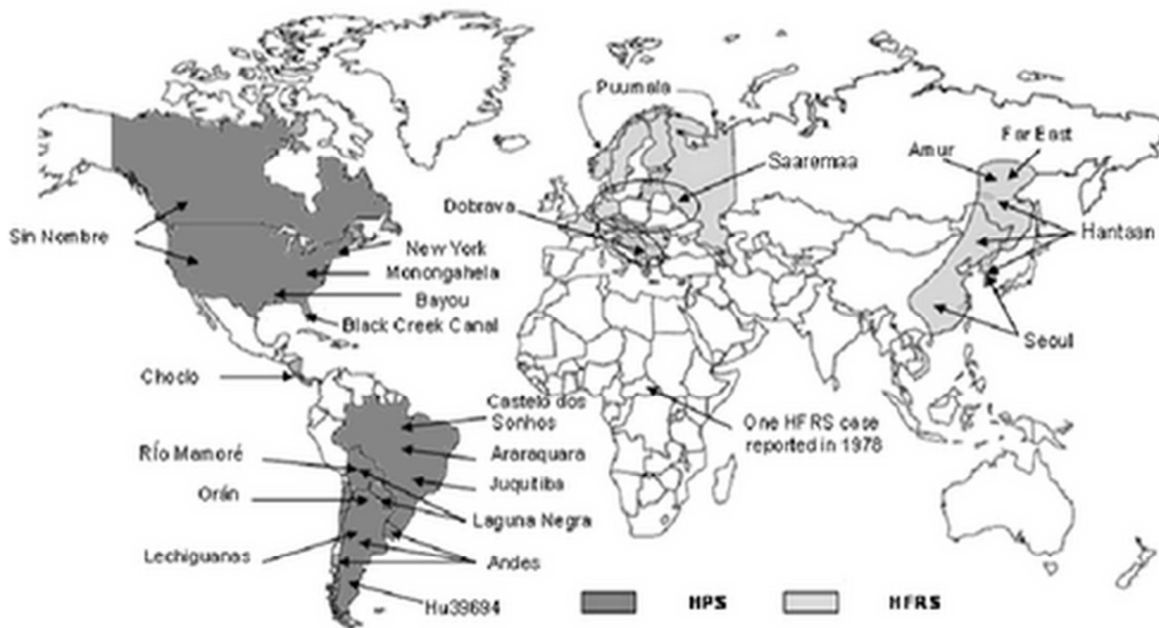 Puumala
Far East
Amur
Saaremaa
Dobrava
Hantaan
Sin Nombre
New York
Monongahela
Bayou
Black Creek Canal
Seoul
Choclo
Castelo dos
Sonhos
One HFRS case
reported in 1978
Río Mamoré
Araraquara
Juquitiba
Orán
Laguna Negra
Lechiguanas
Andes
Hu39694
HPS
HFRS